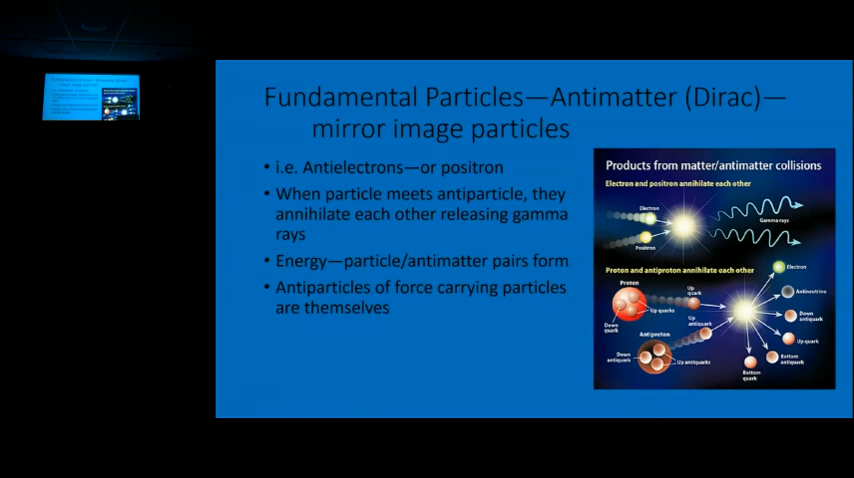 Fundamental Particles—Antimatter (Dirac)—
mirror image particles
• i.e. Antielectrons—or positron
• When particle meets antiparticle, they
annihilate each other releasing gamma
rays
• Energy—particle/antimatter pairs form
• Antiparticles of force carrying particles
are themselves
Products from matter/antimatter collisions
Electron and positron annihilate each other
Electron
Gamma rays
Positron
Proton and antiproton annihilate each other
Electron
Proton
Up
quark
Antineutrino
Up quarks
Down
quark
Up
antiquark
Down
antiquark
Antiproton
Up quark
Down
antiquark
Up antiquarks
Bottom
antiquark
Bottom
quark